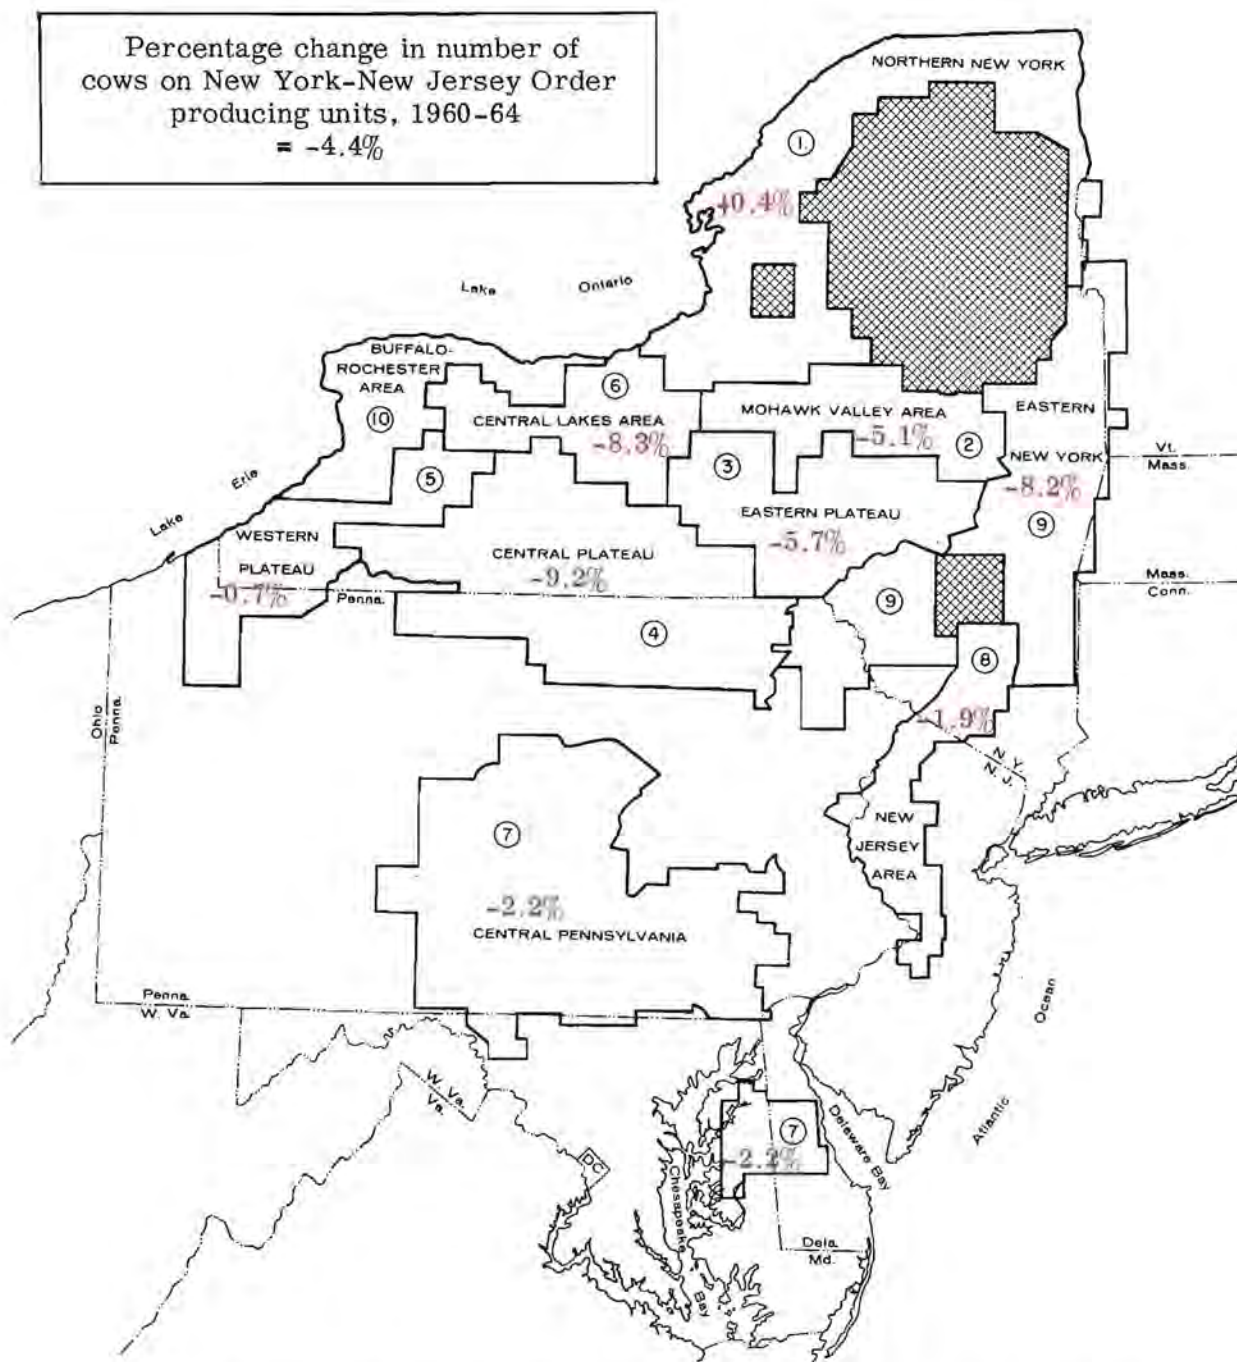 Percentage change in number of
cows on New York-New Jersey Order
producing units, 1960-64
= -4.4%
NORTHERN NEW YORK
1.
+0.4%
Lake Ontario
BUFFALO-
ROCHESTER
AREA
10
6
CENTRAL LAKES AREA
-8.3%
MOHAWK VALLEY AREA
-5.1%
2
EASTERN
NEW YORK
-8.2%
9
Vt.
Mass.
3
5
Lake Erie
EASTERN PLATEAU
-5.7%
WESTERN
PLATEAU
-0.7%
CENTRAL PLATEAU
-9.2%
Penna.
Mass.
Conn.
9
4
8
-1.9%
Ohio
Penna.
N. Y.
N. J.
7
NEW
JERSEY
AREA
-2.2%
CENTRAL PENNSYLVANIA
Penna.
W. Va.
Atlantic Ocean
W. Va.
Va.
DC
7
-2.2%
Delaware Bay
Chesapeake Bay
Dela.
Md.